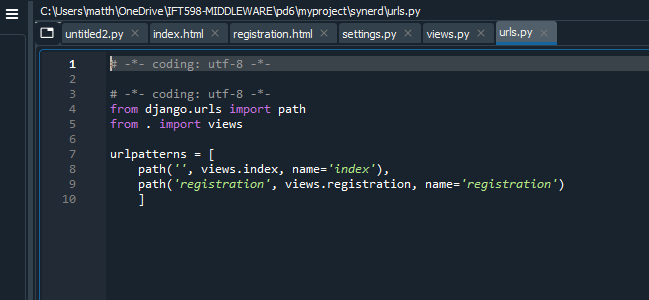 C:\Users\matth\OneDrive\IFT598-MIDDLEWARE\pd6\myproject\synerd\urls.py
untitled2.py index.html registration.html settings.py views.py urls.py
1 # -*- coding: utf-8 -*-
2
3 # -*- coding: utf-8 -*-
4 from django.urls import path
5 from . import views
6
7 urlpatterns = [
8     path('', views.index, name='index'),
9     path('registration', views.registration, name='registration')
10     ]